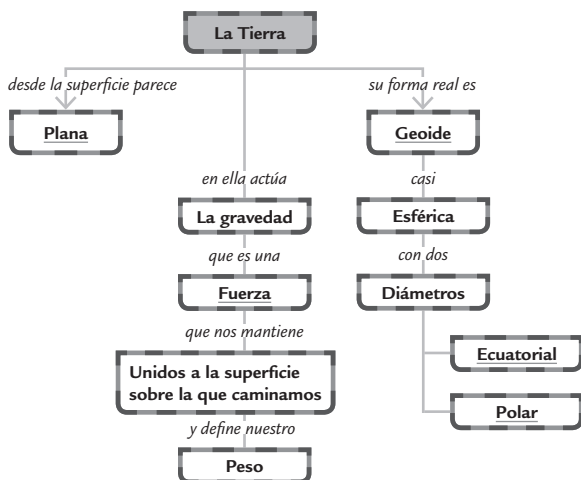 La Tierra
desde la superficie parece
su forma real es
Plana
Geoide
en ella actúa
casi
La gravedad
Esférica
que es una
con dos
Fuerza
Diámetros
que nos mantiene
Unidos a la superficie
sobre la que caminamos
Ecuatorial
Polar
y define nuestro
Peso